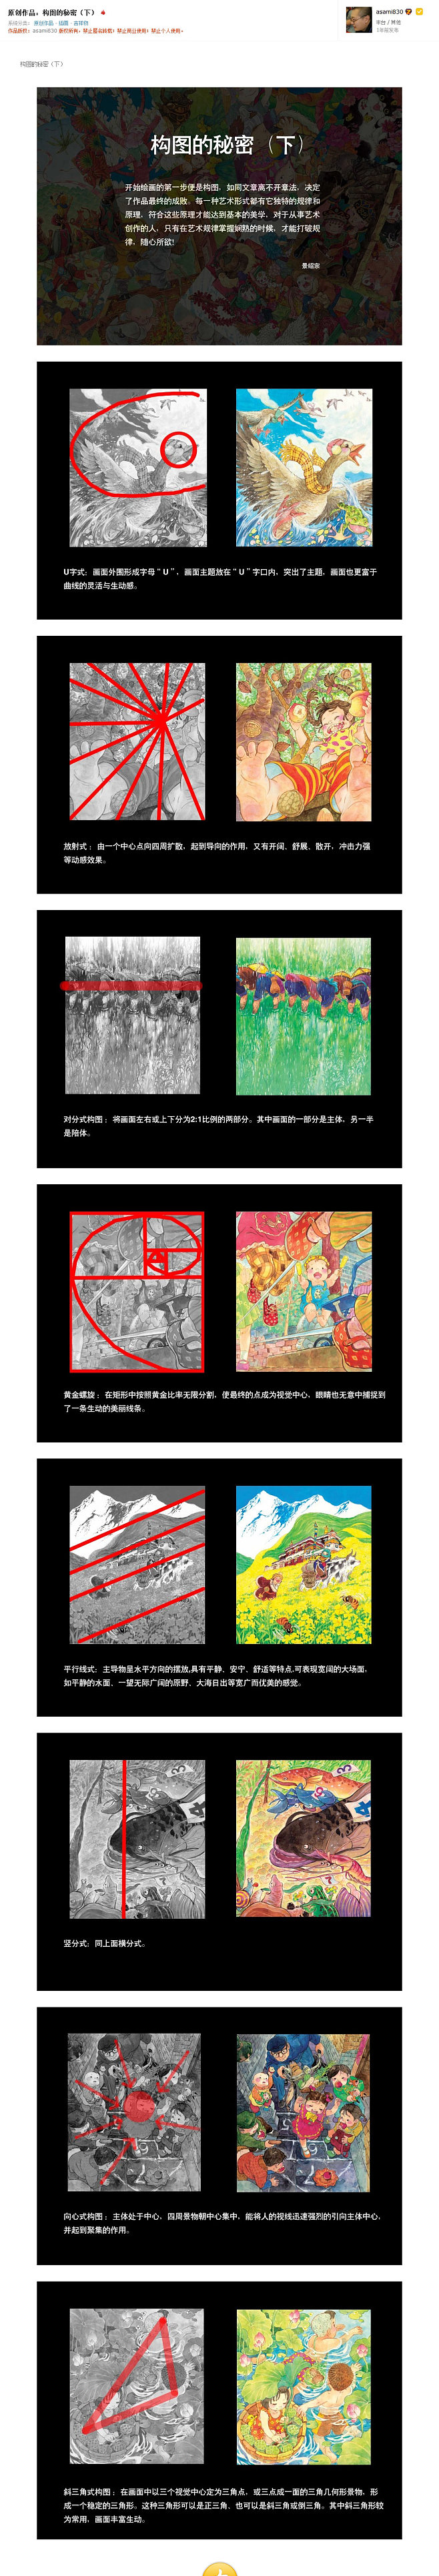 原创作品：构图的秘密（下）
asami830
系统分类： 原创作品 - 插画 - 吉祥物
作品版权： asami830 版权所有，禁止匿名转载；禁止商业使用；禁止个人使用。
构图的秘密（下）
构图的秘密（下）
开始绘画的第一步便是构图，如同文章高不开意法，决定
了作品最终的成败。每一种艺术形式都有它独特的规律和
原理，符合这些原理才能达到基本的美学，对于从事艺术
创作的人，只有在艺术规律掌握娴熟的时候，才能打破规
律，随心所欲!
景绍宗
U字式：画面外围形成字母“U”，画面主题放在“U”字口内，突出了主题，画面也更富于
曲线的灵活与生动感。
放射式 ：由一个中心点向四周扩散，起到导向的作用，又有开阔、舒展、散开，冲击力强
等动感效果。
对分式构图 ：将画面左右或上下分为2:1比例的两部分。其中画面的一部分是主体，另一半
是陪体。
黄金螺旋 ：在矩形中按照黄金比率无限分割，使最终的点成为视觉中心，眼睛也无意中捕捉到
了一条生动的美丽线条。
平行线式：主导物呈水平方向的摆放,具有平静、安宁、舒适等特点,可表现宽阔的大场面，
如平静的水面、一望无际广阔的原野、大海日出等宽广而优美的感觉。
竖分式：同上面横分式。
向心式构图 ：主体处于中心，四周景物朝中心集中，能将人的视线迅速强烈的引向主体中心，
并起到聚集的作用。
斜三角式构图 ：在画面中以三个视觉中心定为三角点，或三点成一面的三角几何形景物，形
成一个稳定的三角形。这种三角形可以是正三角、也可以是斜三角或倒三角。其中斜三角形较
为常用，画面丰富生动。